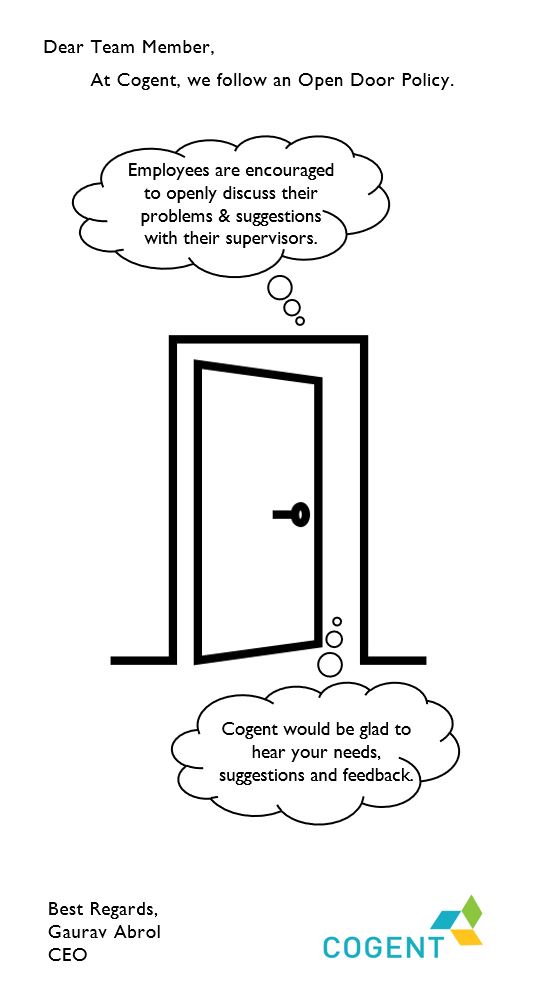 Dear Team Member,
At Cogent, we follow an Open Door Policy.
Employees are encouraged
to openly discuss their
problems & suggestions
with their supervisors.
Cogent would be glad to
hear your needs,
suggestions and feedback.
Best Regards,
Gaurav Abrol
CEO
COGENT